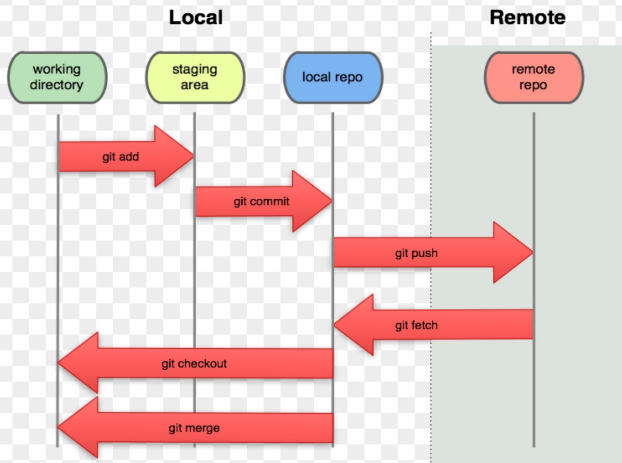 Local
Remote
working
directory
staging
area
local repo
remote
repo
git add
git commit
git push
git fetch
git checkout
git merge